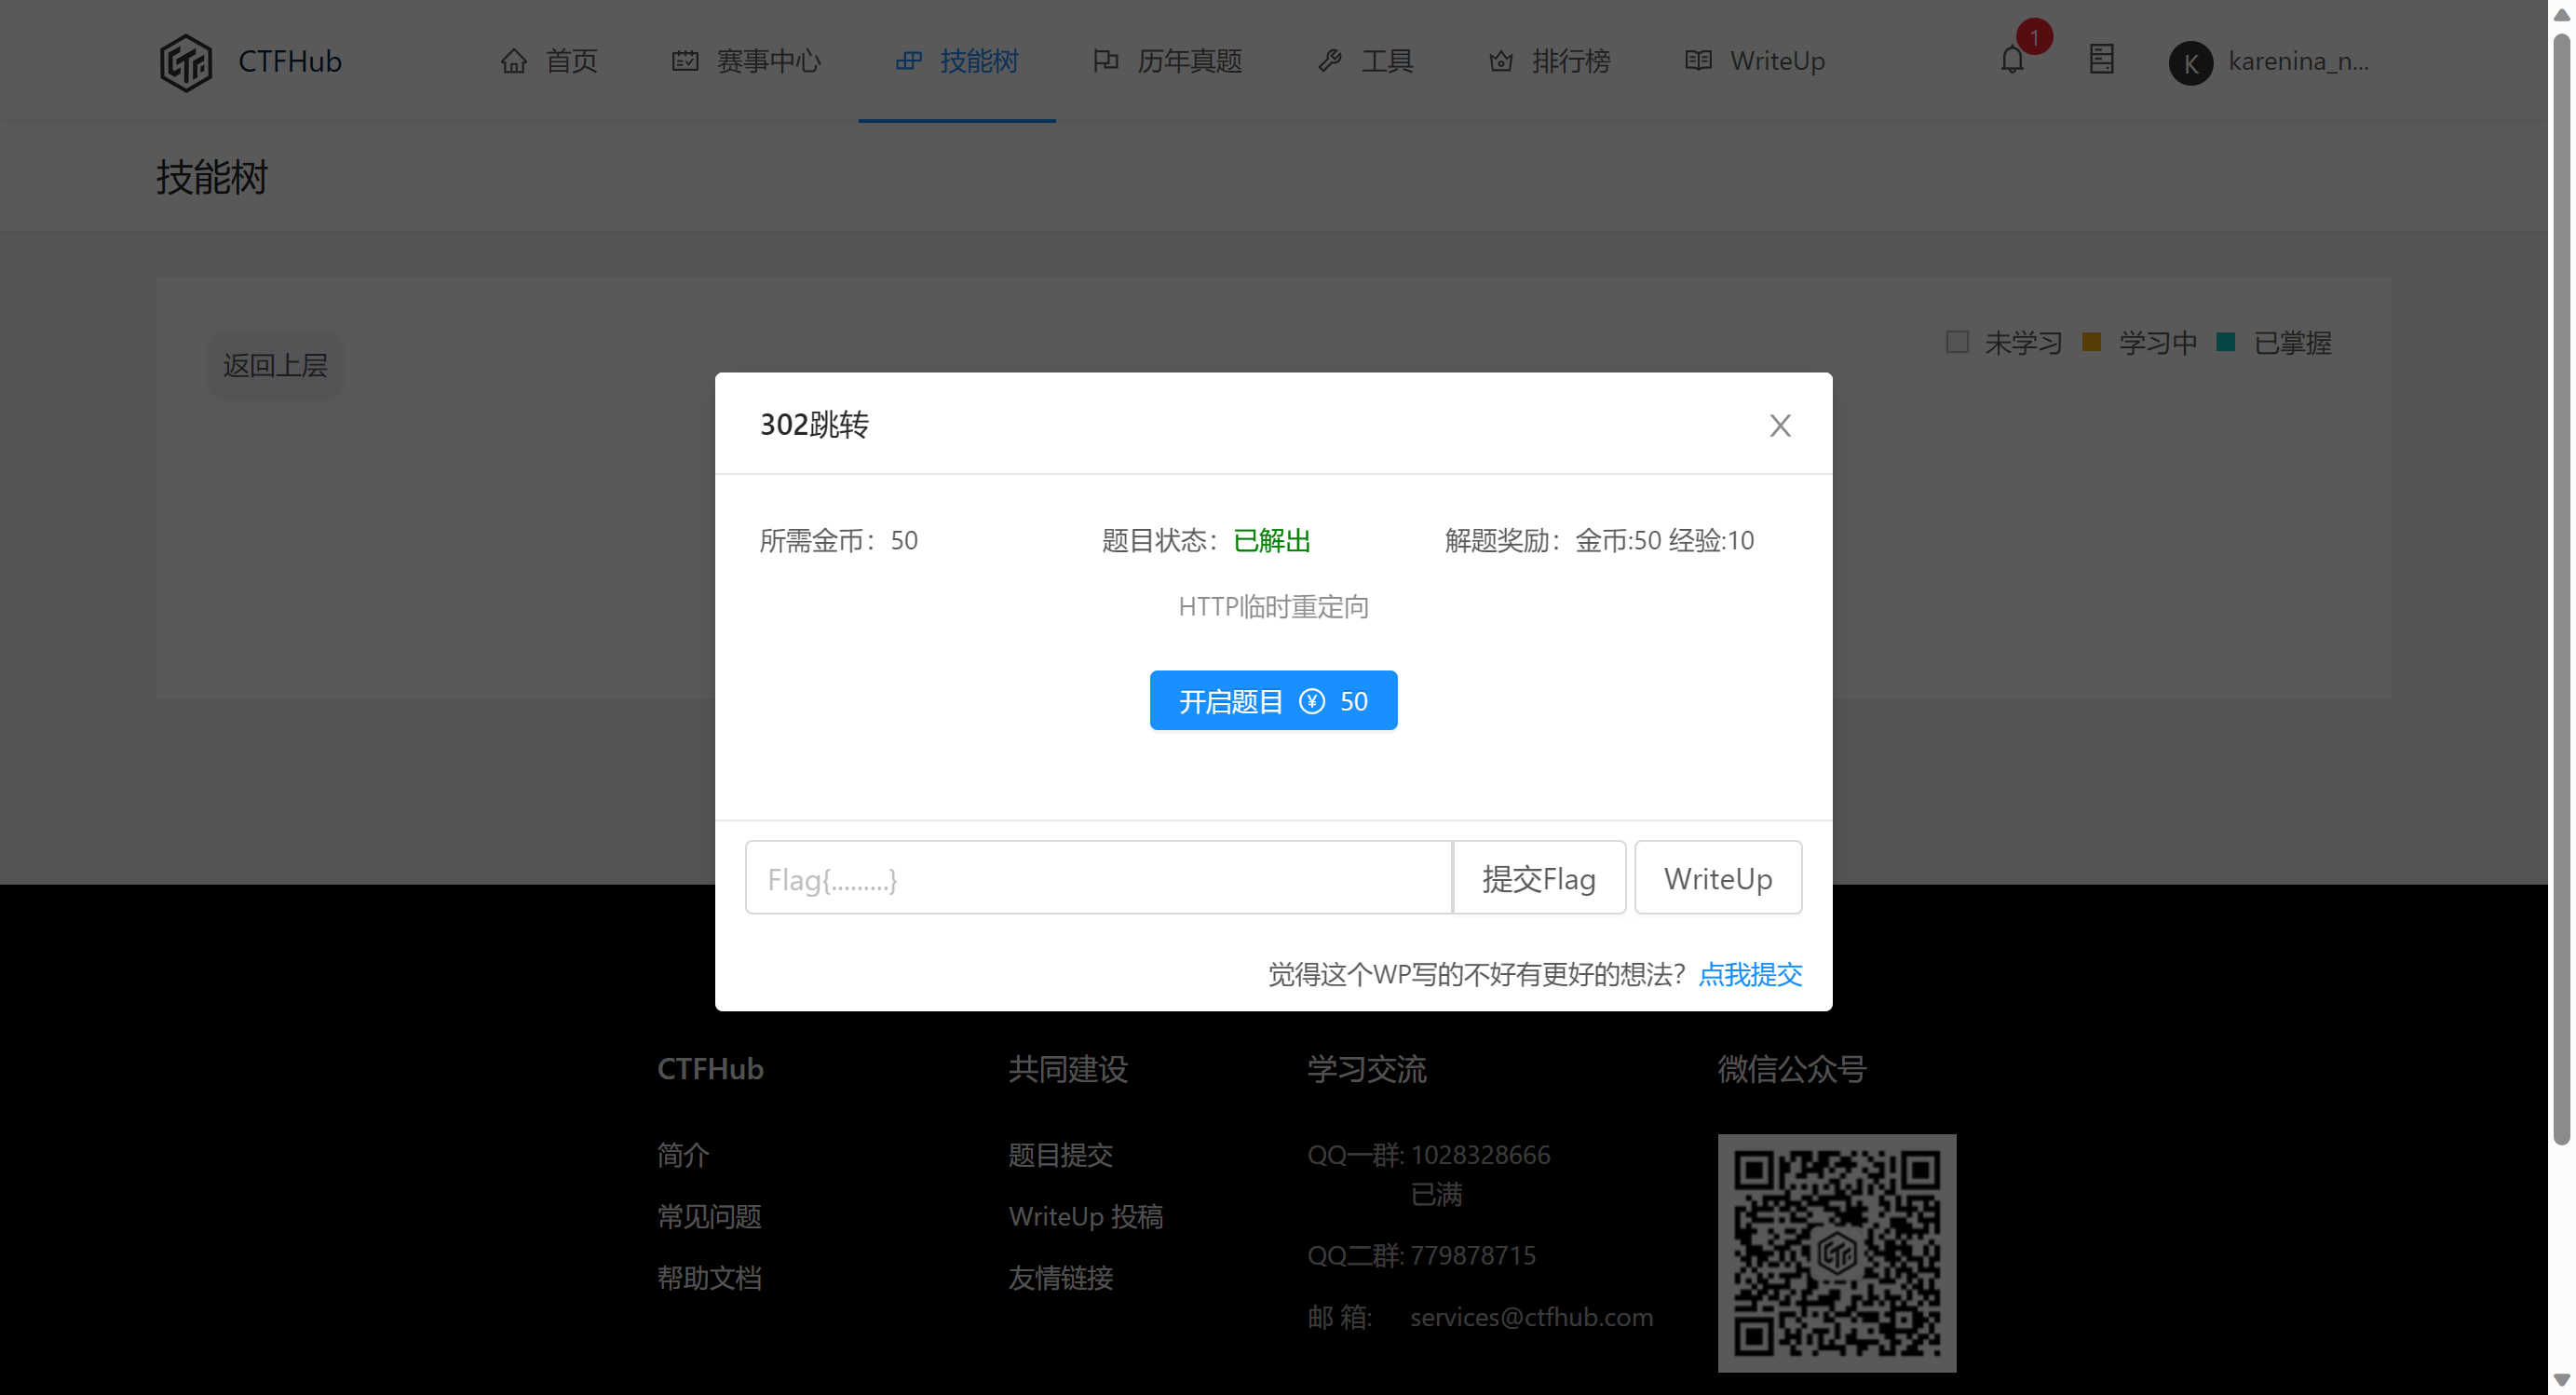 CTFHub 首页 赛事中心 技能树 历年真题 工具 排行榜 WriteUp 1 K karenina_n...
技能树
返回上层
未学习 学习中 已掌握
302跳转
所需金币：50 题目状态：已解出 解题奖励：金币:50 经验:10
HTTP临时重定向
开启题目 ¥ 50
Flag{.........} 提交Flag WriteUp
觉得这个WP写的不好有更好的想法？点我提交
CTFHub 共同建设 学习交流 微信公众号
简介 题目提交 QQ一群: 1028328666
已满
常见问题 WriteUp 投稿 QQ二群: 779878715
帮助文档 友情链接 邮 箱: services@ctfhub.com